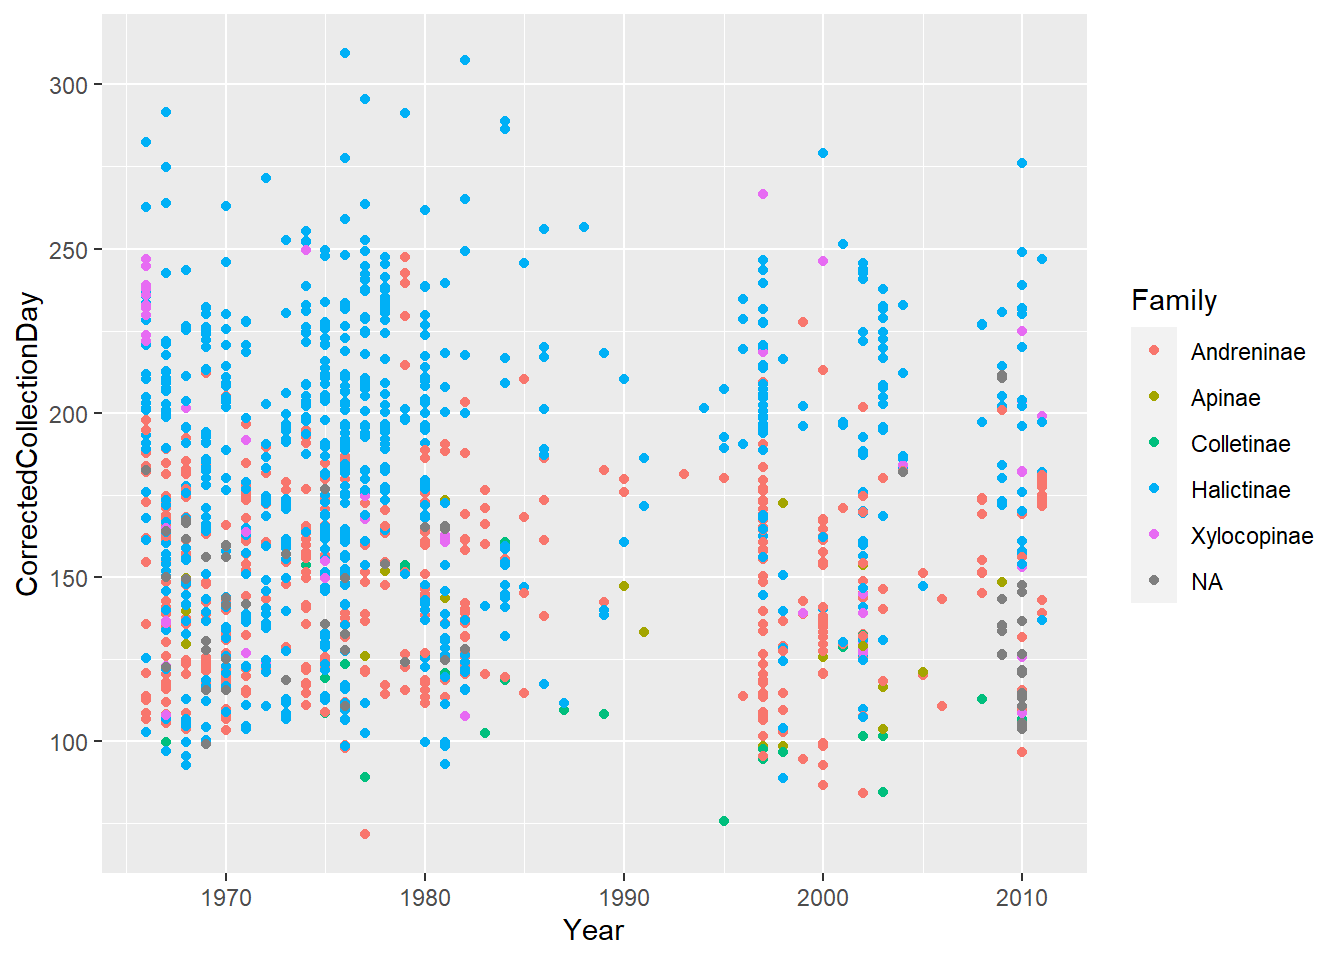 CorrectedCollectionDay
300
250
200
150
100
1970
1980
1990
2000
2010
Year
Family
Andreninae
Apinae
Colletinae
Halictinae
Xylocopinae
NA